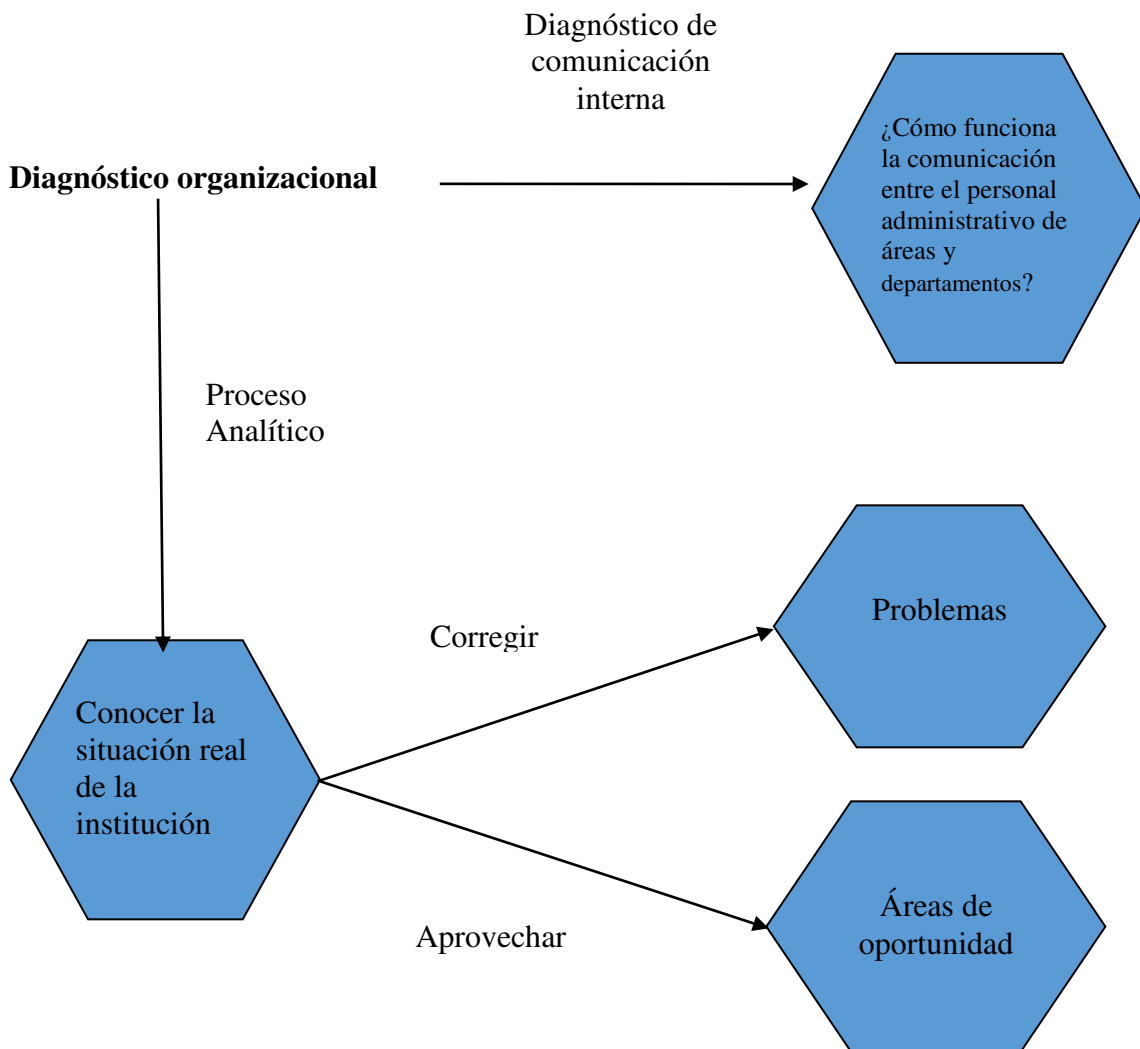 Diagnóstico de
comunicación
interna
¿Cómo funciona
la comunicación
entre el personal
administrativo de
áreas y
departamentos?
Diagnóstico organizacional
Proceso
Analítico
Corregir
Problemas
Conocer la
situación real
de la
institución
Aprovechar
Áreas de
oportunidad